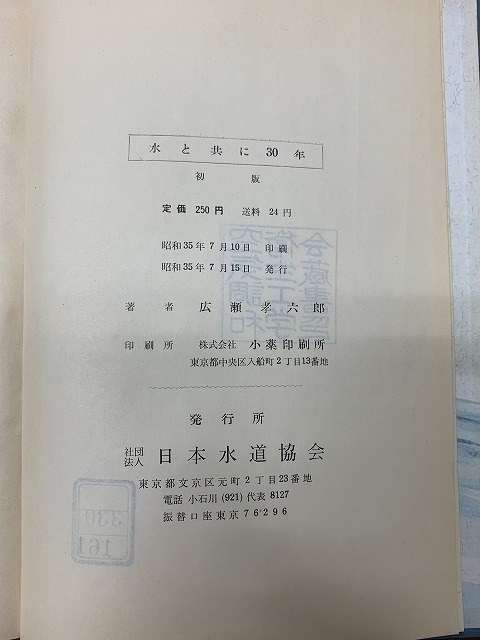 水と共に30年
初版
定価 250円 送料 24円
昭和35年7月10日 印刷
昭和35年7月15日 発行
著者 広瀬孝六郎
印刷所 株式会社 小薬印刷所
東京都中央区入船町2丁目13番地
発行所
社団法人 日本水道協会
東京都文京区元町2丁目23番地
電話 小石川 (921) 代表 8127
振替口座東京 76296
330
161